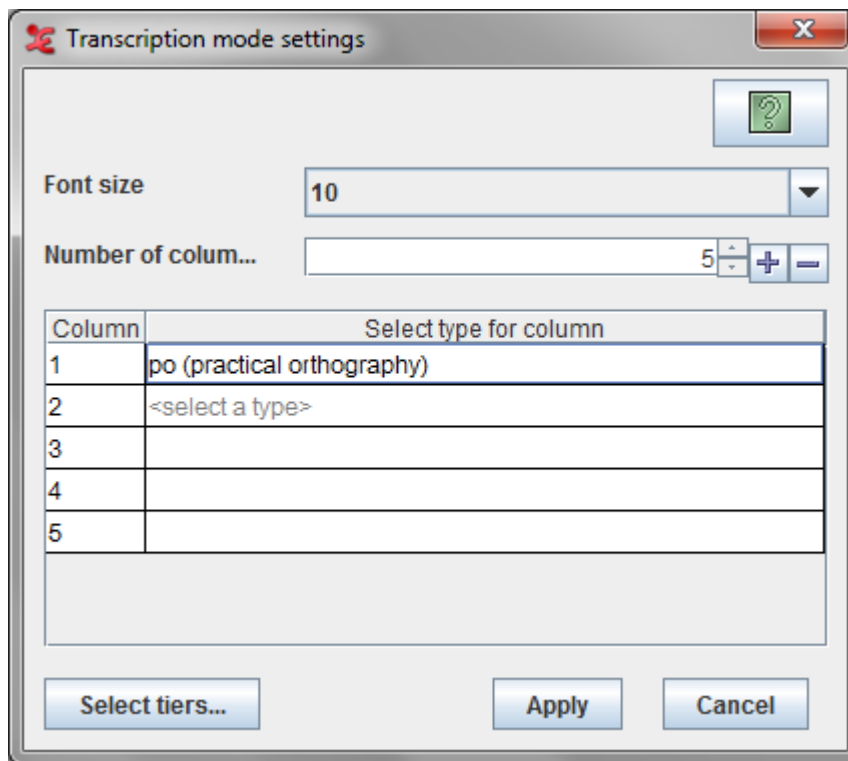 Transcription mode settings
Font size
10
Number of colum...
5
Column Select type for column
1 po (practical orthography)
2 <select a type>
3
4
5
Select tiers... Apply Cancel